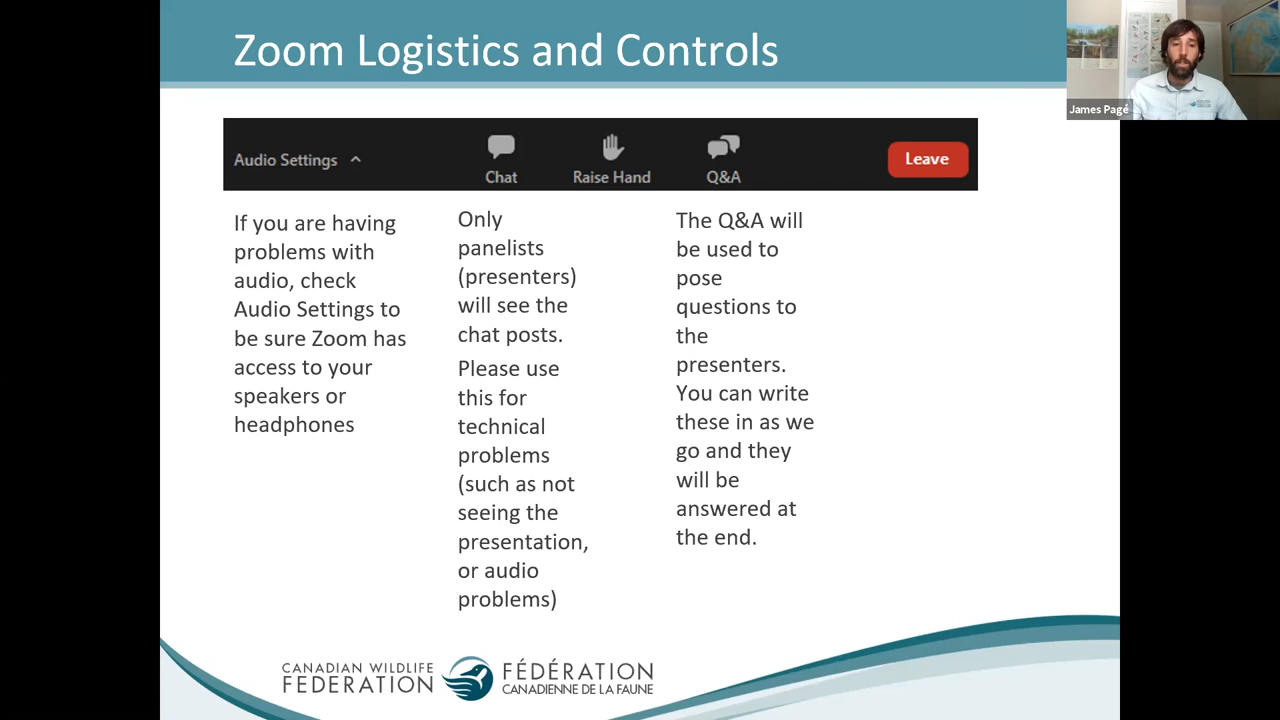 Zoom Logistics and Controls
James Pagé
Audio Settings
Chat
Raise Hand
Q&A
Leave
If you are having
problems with
audio, check
Audio Settings to
be sure Zoom has
access to your
speakers or
headphones
Only
panelists
(presenters)
will see the
chat posts.
Please use
this for
technical
problems
(such as not
seeing the
presentation,
or audio
problems)
The Q&A will
be used to
pose
questions to
the
presenters.
You can write
these in as we
go and they
will be
answered at
the end.
CANADIAN WILDLIFE
FEDERATION
FÉDÉRATION
CANADIENNE DE LA FAUNE